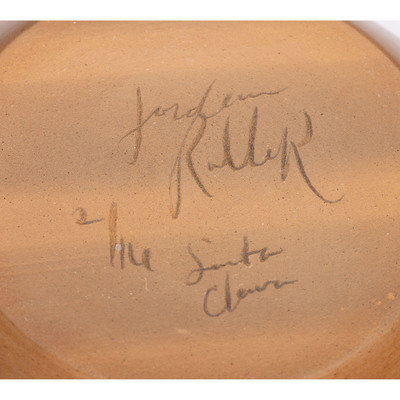 Jordan
Roller
2/14 Santa
Clara